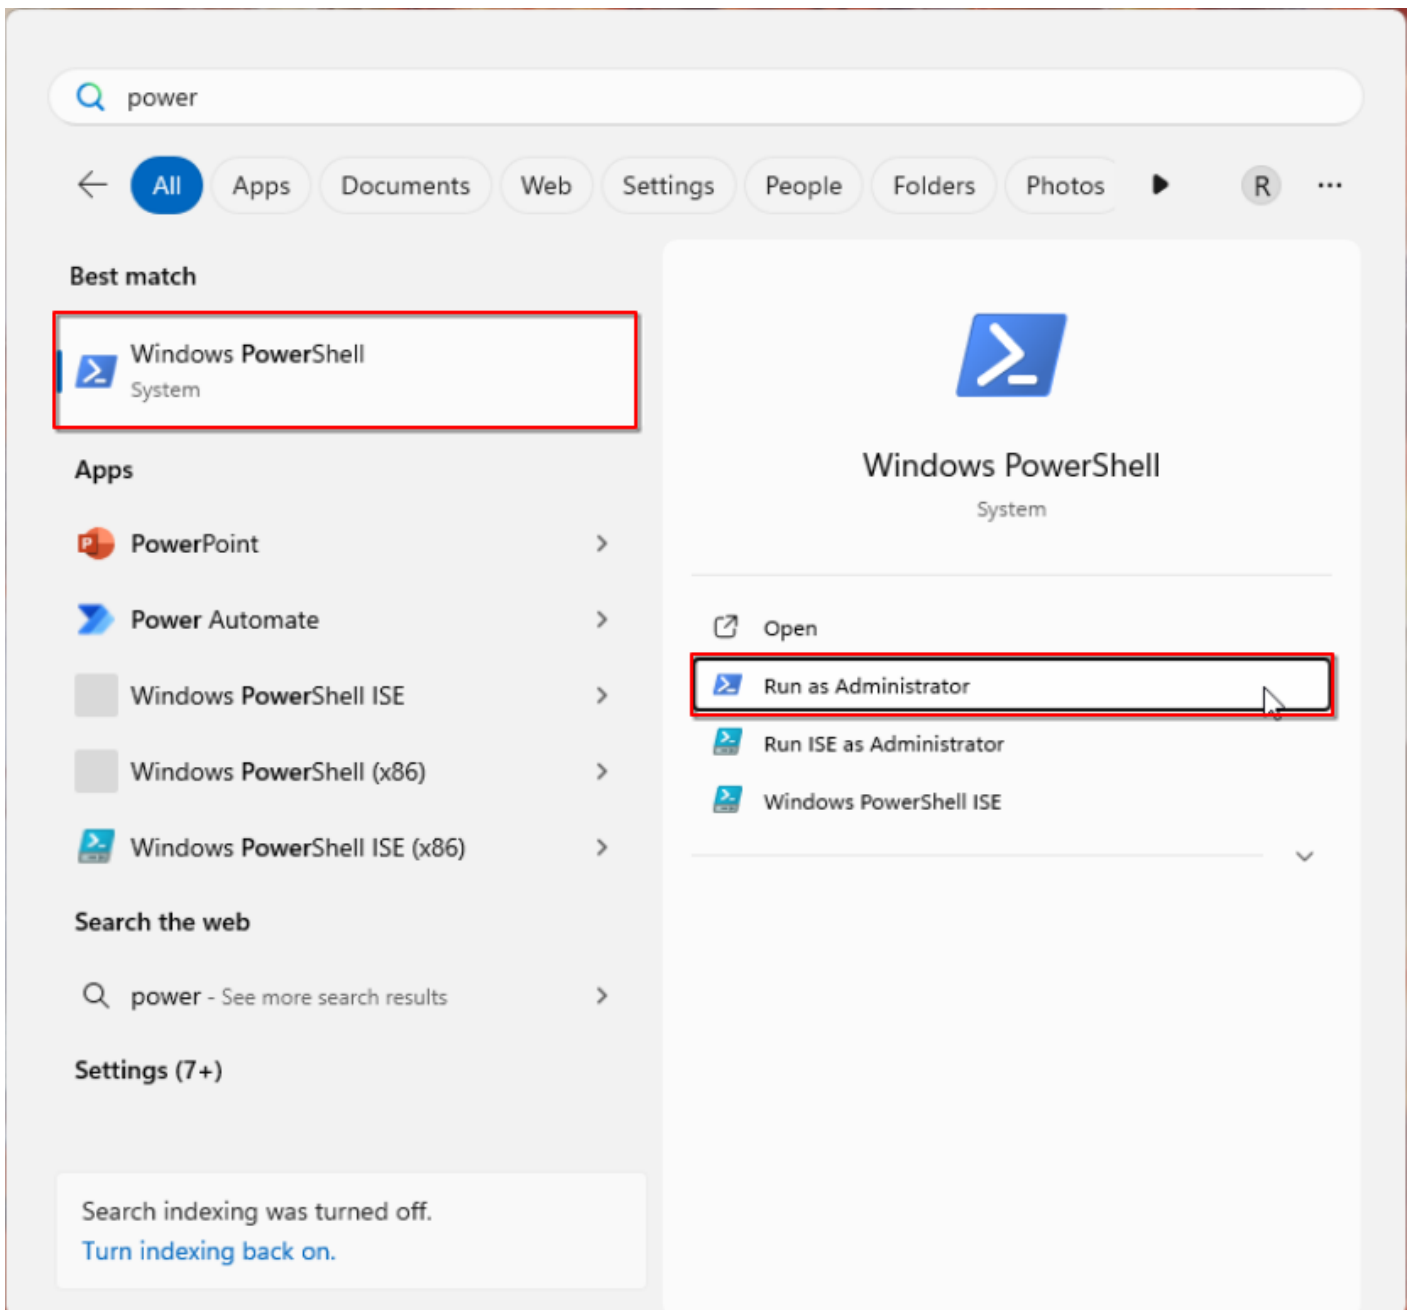 power
All
Apps
Documents
Web
Settings
People
Folders
Photos
R
Best match
Windows PowerShell
System
Apps
PowerPoint
Power Automate
Windows PowerShell ISE
Windows PowerShell (x86)
Windows PowerShell ISE (x86)
Search the web
power - See more search results
Settings (7+)
Search indexing was turned off.
Turn indexing back on.
Windows PowerShell
System
Open
Run as Administrator
Run ISE as Administrator
Windows PowerShell ISE